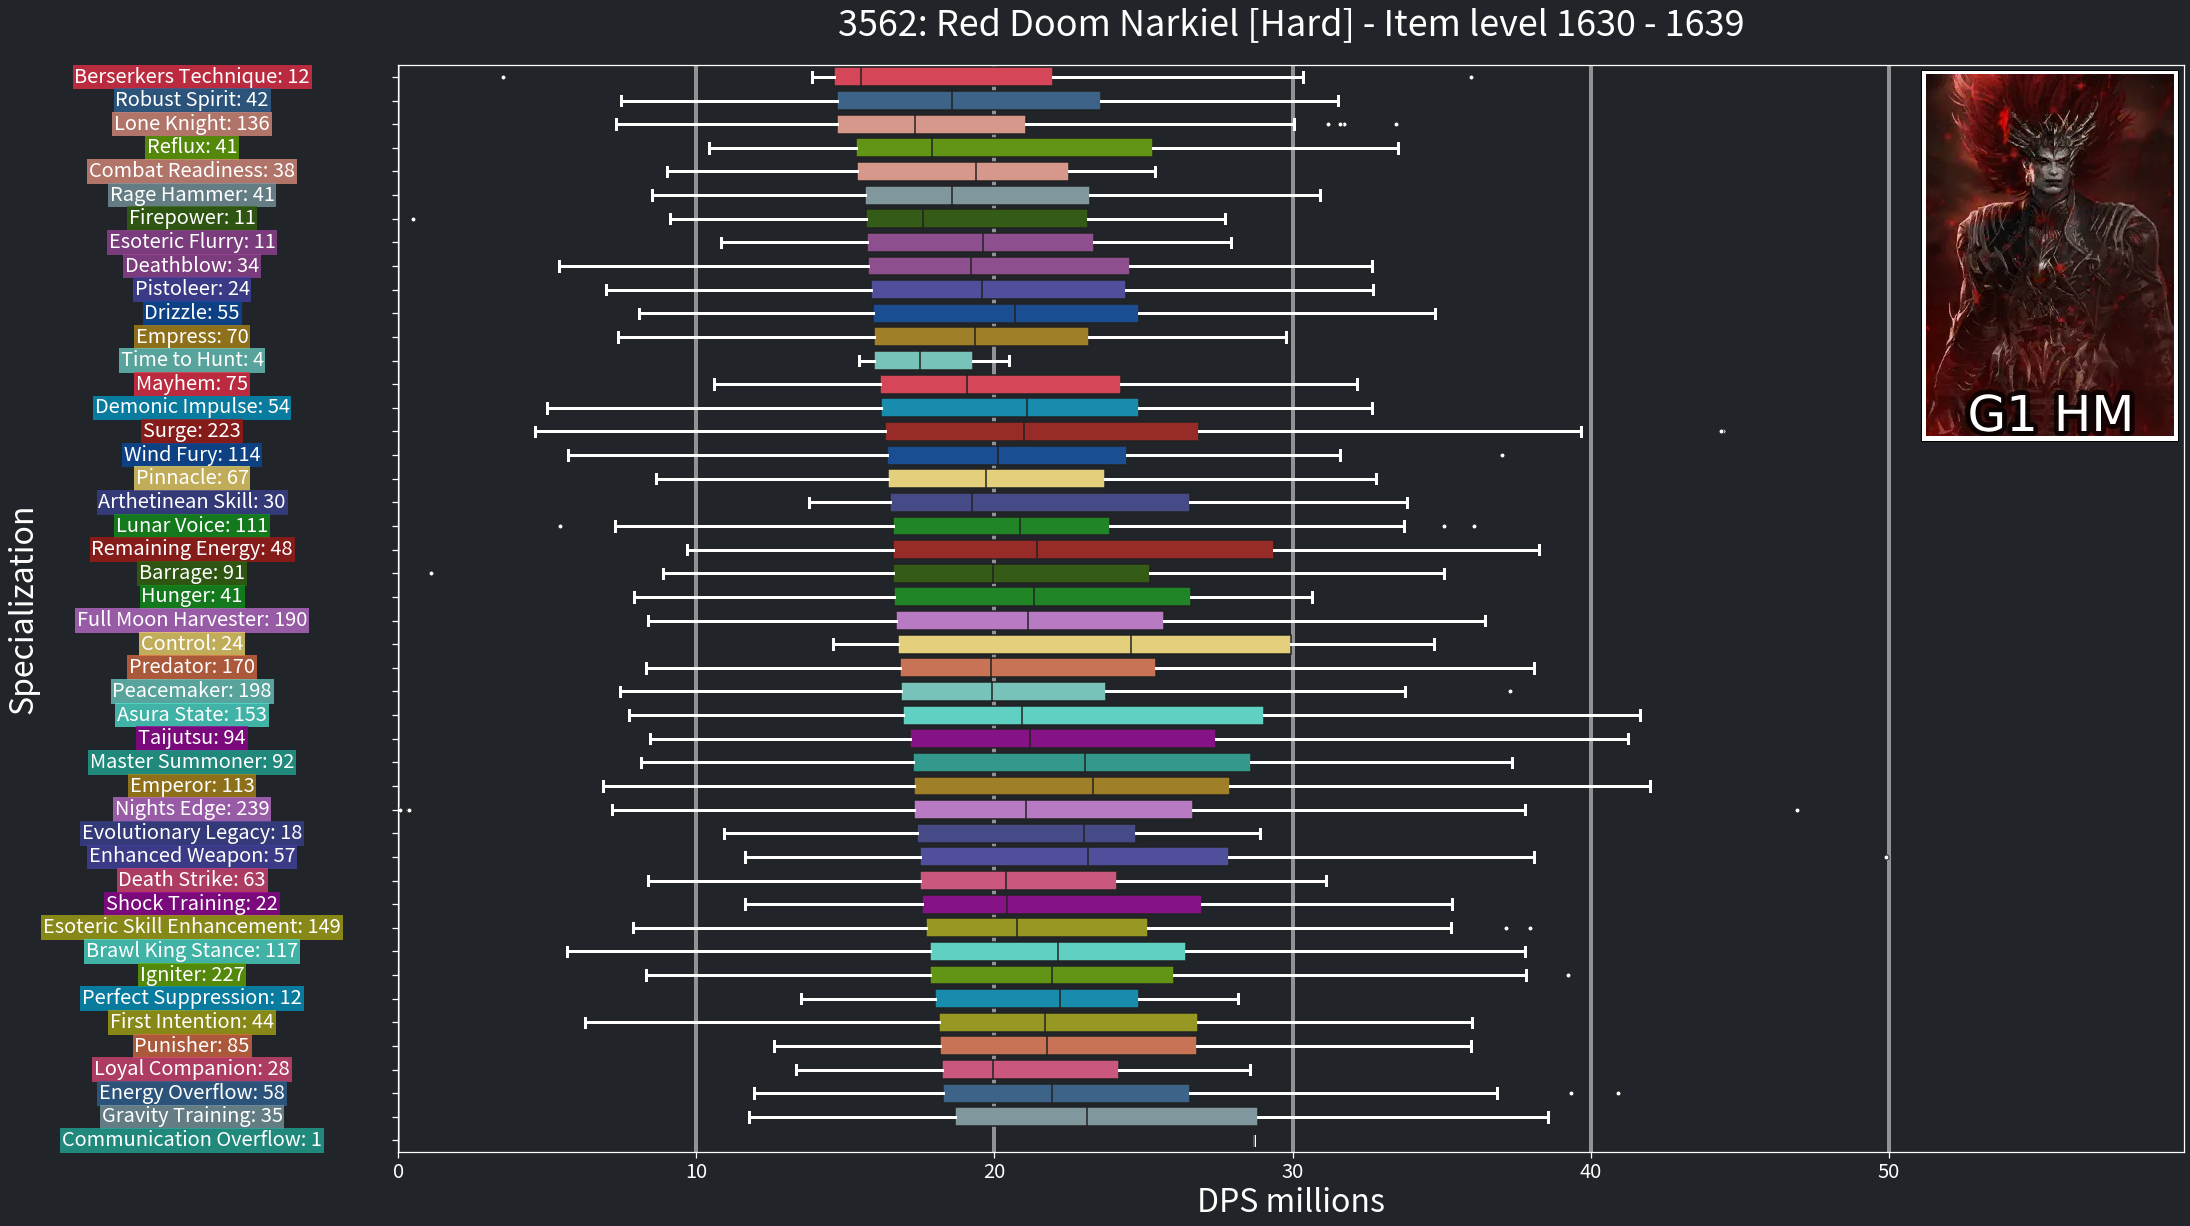 3562: Red Doom Narkiel [Hard] - Item level 1630 - 1639
Berserkers Technique: 12
Robust Spirit: 42
Lone Knight: 136
Reflux: 41
Combat Readiness: 38
Rage Hammer: 41
Firepower: 11
Esoteric Flurry: 11
Deathblow: 34
Pistoleer: 24
Drizzle: 55
Empress: 70
Time to Hunt: 4
Mayhem: 75
Demonic Impulse: 54
Surge: 223
Wind Fury: 114
Pinnacle: 67
Arthetinean Skill: 30
Lunar Voice: 111
Remaining Energy: 48
Barrage: 91
Hunger: 41
Full Moon Harvester: 190
Control: 24
Predator: 170
Peacemaker: 198
Asura State: 153
Taijutsu: 94
Master Summoner: 92
Emperor: 113
Nights Edge: 239
Evolutionary Legacy: 18
Enhanced Weapon: 57
Death Strike: 63
Shock Training: 22
Esoteric Skill Enhancement: 149
Brawl King Stance: 117
Igniter: 227
Perfect Suppression: 12
First Intention: 44
Punisher: 85
Loyal Companion: 28
Energy Overflow: 58
Gravity Training: 35
Communication Overflow: 1
Specialization
G1 HM
0 10 20 30 40 50
DPS millions